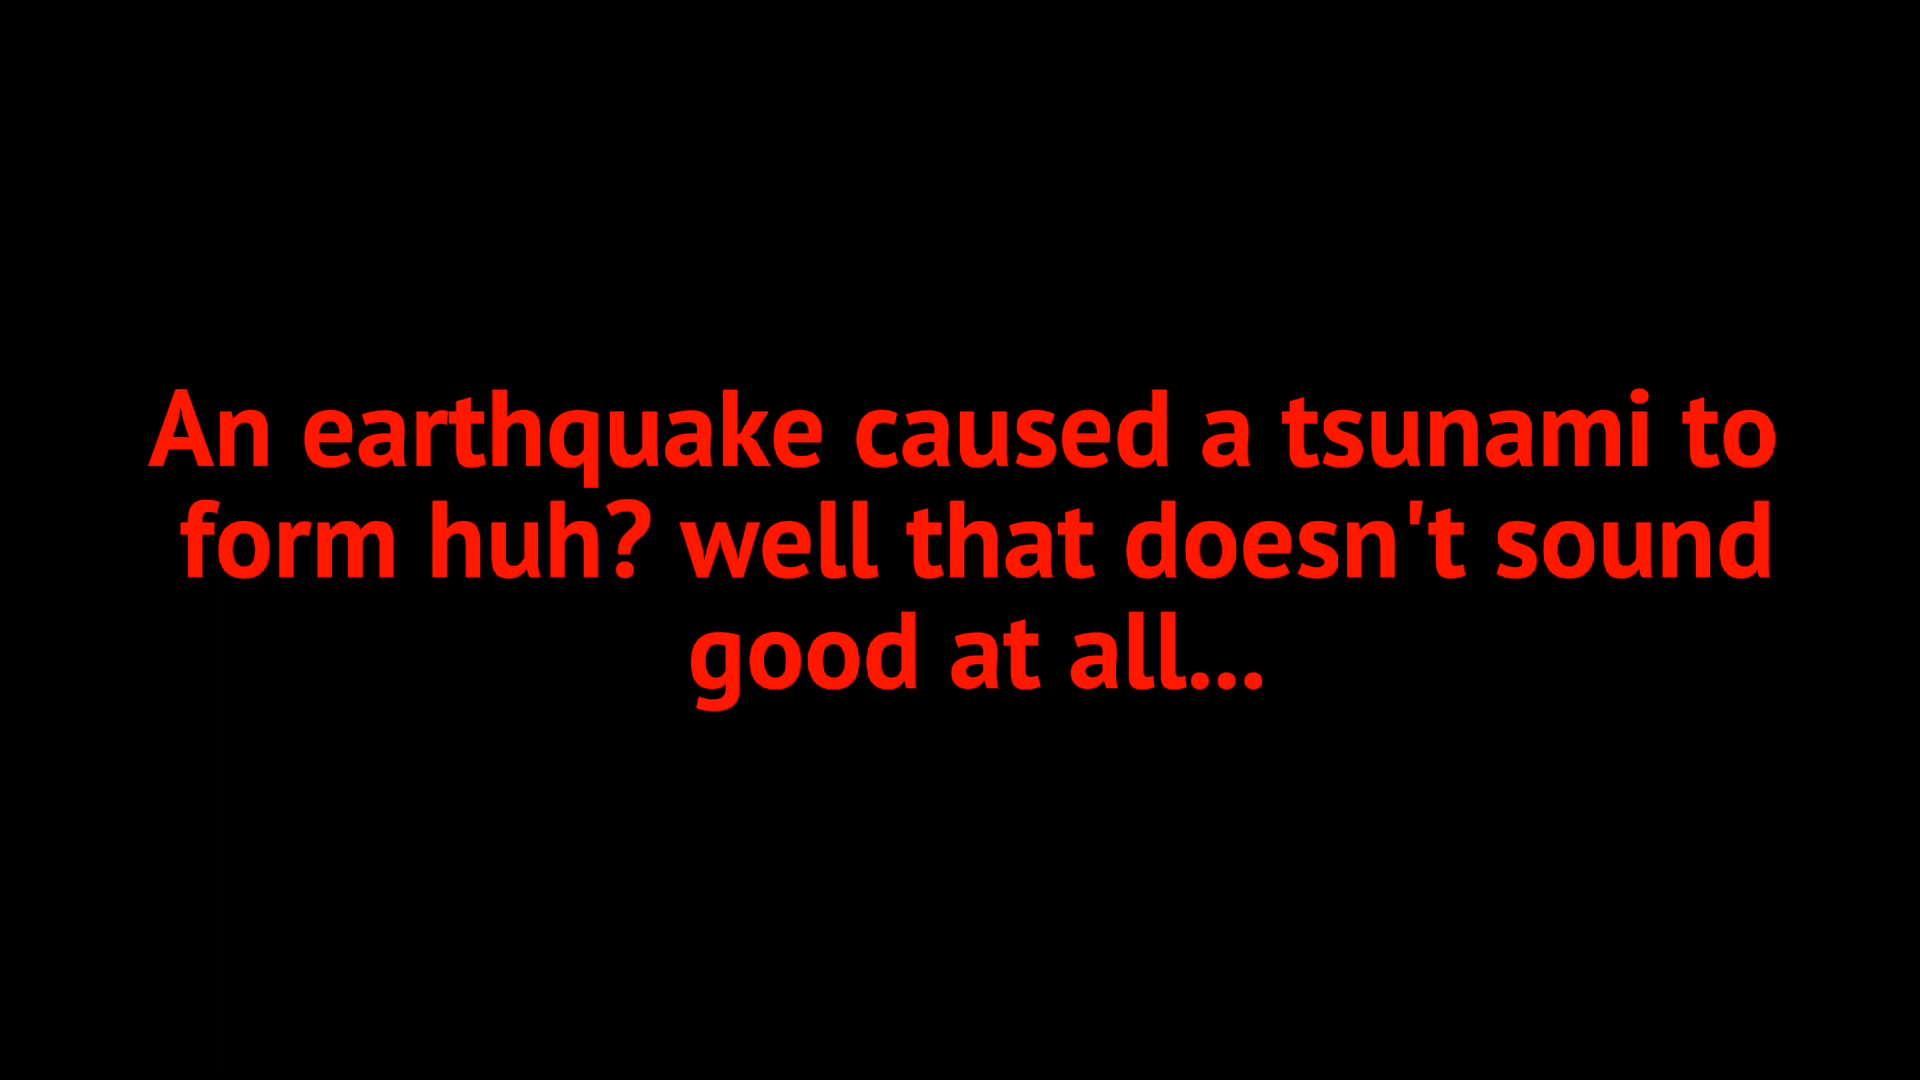 An earthquake caused a tsunami to
form huh? well that doesn't sound
good at all...